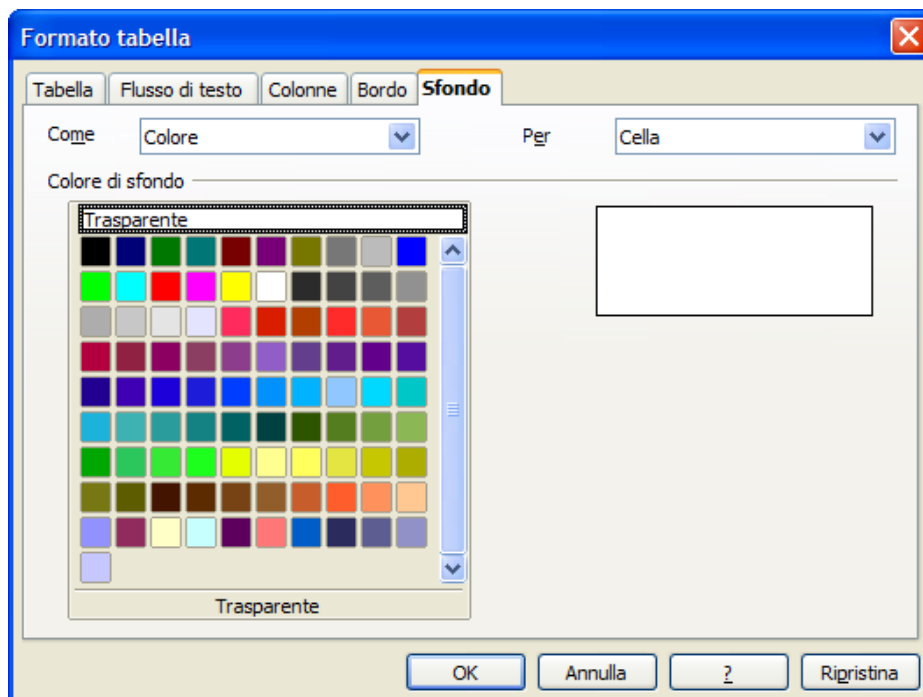 Formato tabella
Tabella Flusso di testo Colonne Bordo Sfondo
Come Colore Per Cella
Colore di sfondo
Trasparente
Trasparente
OK Annulla ? Ripristina